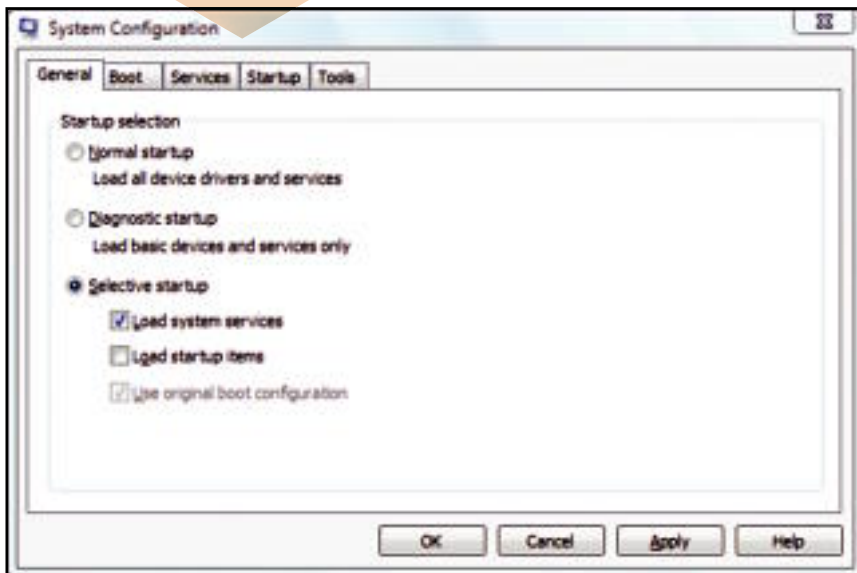 System Configuration
General Boot Services Startup Tools
Startup selection
Normal startup
Load all device drivers and services
Diagnostic startup
Load basic devices and services only
Selective startup
Load system services
Load startup items
Use original boot configuration
OK Cancel Apply Help